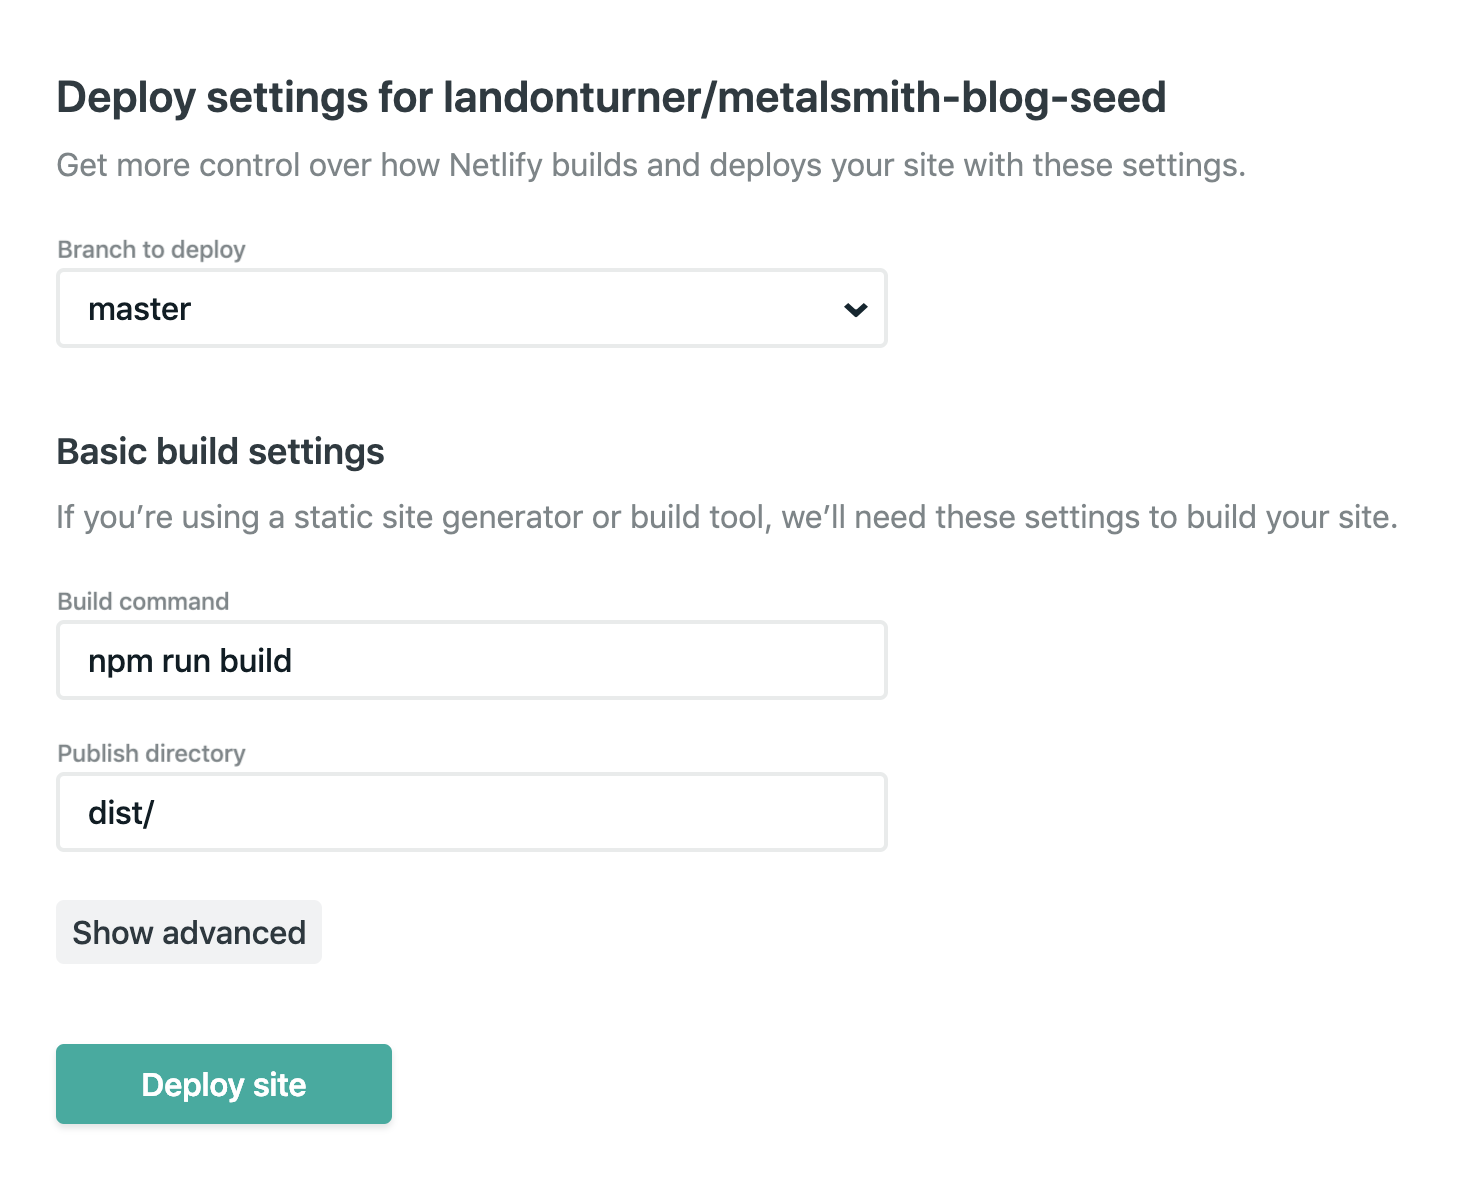 Deploy settings for landonturner/metalsmith-blog-seed
Get more control over how Netlify builds and deploys your site with these settings.
Branch to deploy
master
Basic build settings
If you’re using a static site generator or build tool, we’ll need these settings to build your site.
Build command
npm run build
Publish directory
dist/
Show advanced
Deploy site